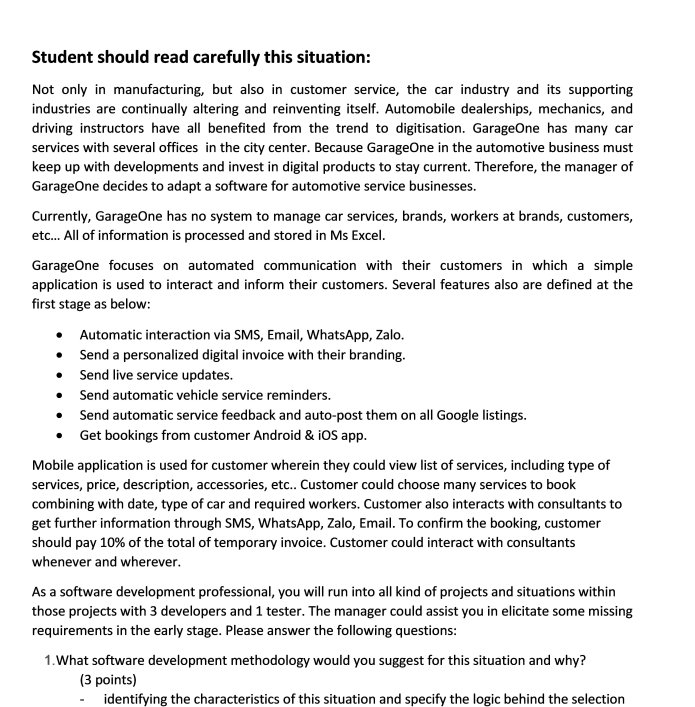 Student should read carefully this situation:
Not only in manufacturing, but also in customer service, the car industry and its supporting
industries are continually altering and reinventing itself. Automobile dealerships, mechanics, and
driving instructors have all benefited from the trend to digitisation. GarageOne has many car
services with several offices in the city center. Because GarageOne in the automotive business must
keep up with developments and invest in digital products to stay current. Therefore, the manager of
GarageOne decides to adapt a software for automotive service businesses.
Currently, GarageOne has no system to manage car services, brands, workers at brands, customers,
etc... All of information is processed and stored in Ms Excel.
GarageOne focuses on automated communication with their customers in which a simple
application is used to interact and inform their customers. Several features also are defined at the
first stage as below:
• Automatic interaction via SMS, Email, WhatsApp, Zalo.
• Send a personalized digital invoice with their branding.
• Send live service updates.
• Send automatic vehicle service reminders.
• Send automatic service feedback and auto-post them on all Google listings.
• Get bookings from customer Android & iOS app.
Mobile application is used for customer wherein they could view list of services, including type of
services, price, description, accessories, etc.. Customer could choose many services to book
combining with date, type of car and required workers. Customer also interacts with consultants to
get further information through SMS, WhatsApp, Zalo, Email. To confirm the booking, customer
should pay 10% of the total of temporary invoice. Customer could interact with consultants
whenever and wherever.
As a software development professional, you will run into all kind of projects and situations within
those projects with 3 developers and 1 tester. The manager could assist you in elicitate some missing
requirements in the early stage. Please answer the following questions:
1.What software development methodology would you suggest for this situation and why?
(3 points)
- identifying the characteristics of this situation and specify the logic behind the selection